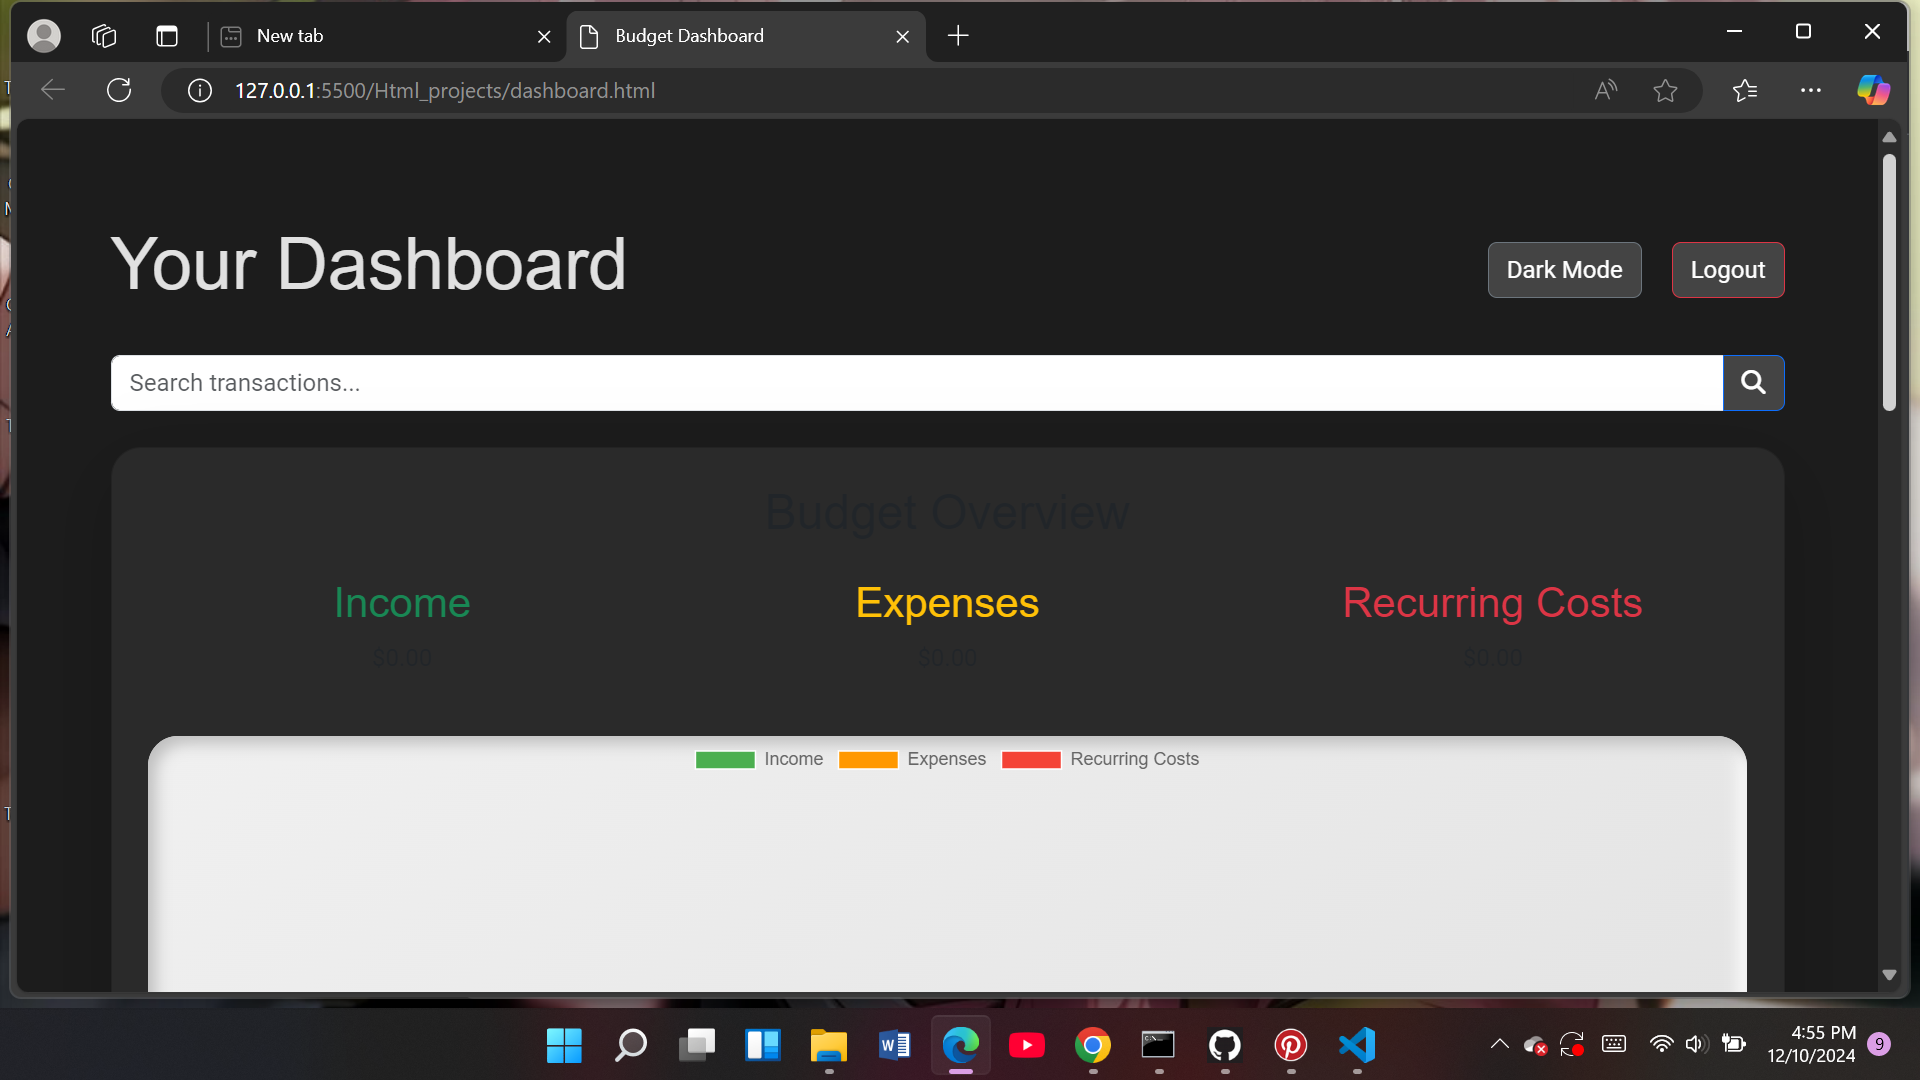 New tab
Budget Dashboard
127.0.0.1:5500/Html_projects/dashboard.html
Your Dashboard
Dark Mode
Logout
Search transactions...
Budget Overview
Income
Expenses
Recurring Costs
$0.00
$0.00
$0.00
Income
Expenses
Recurring Costs
4:55 PM
12/10/2024
9